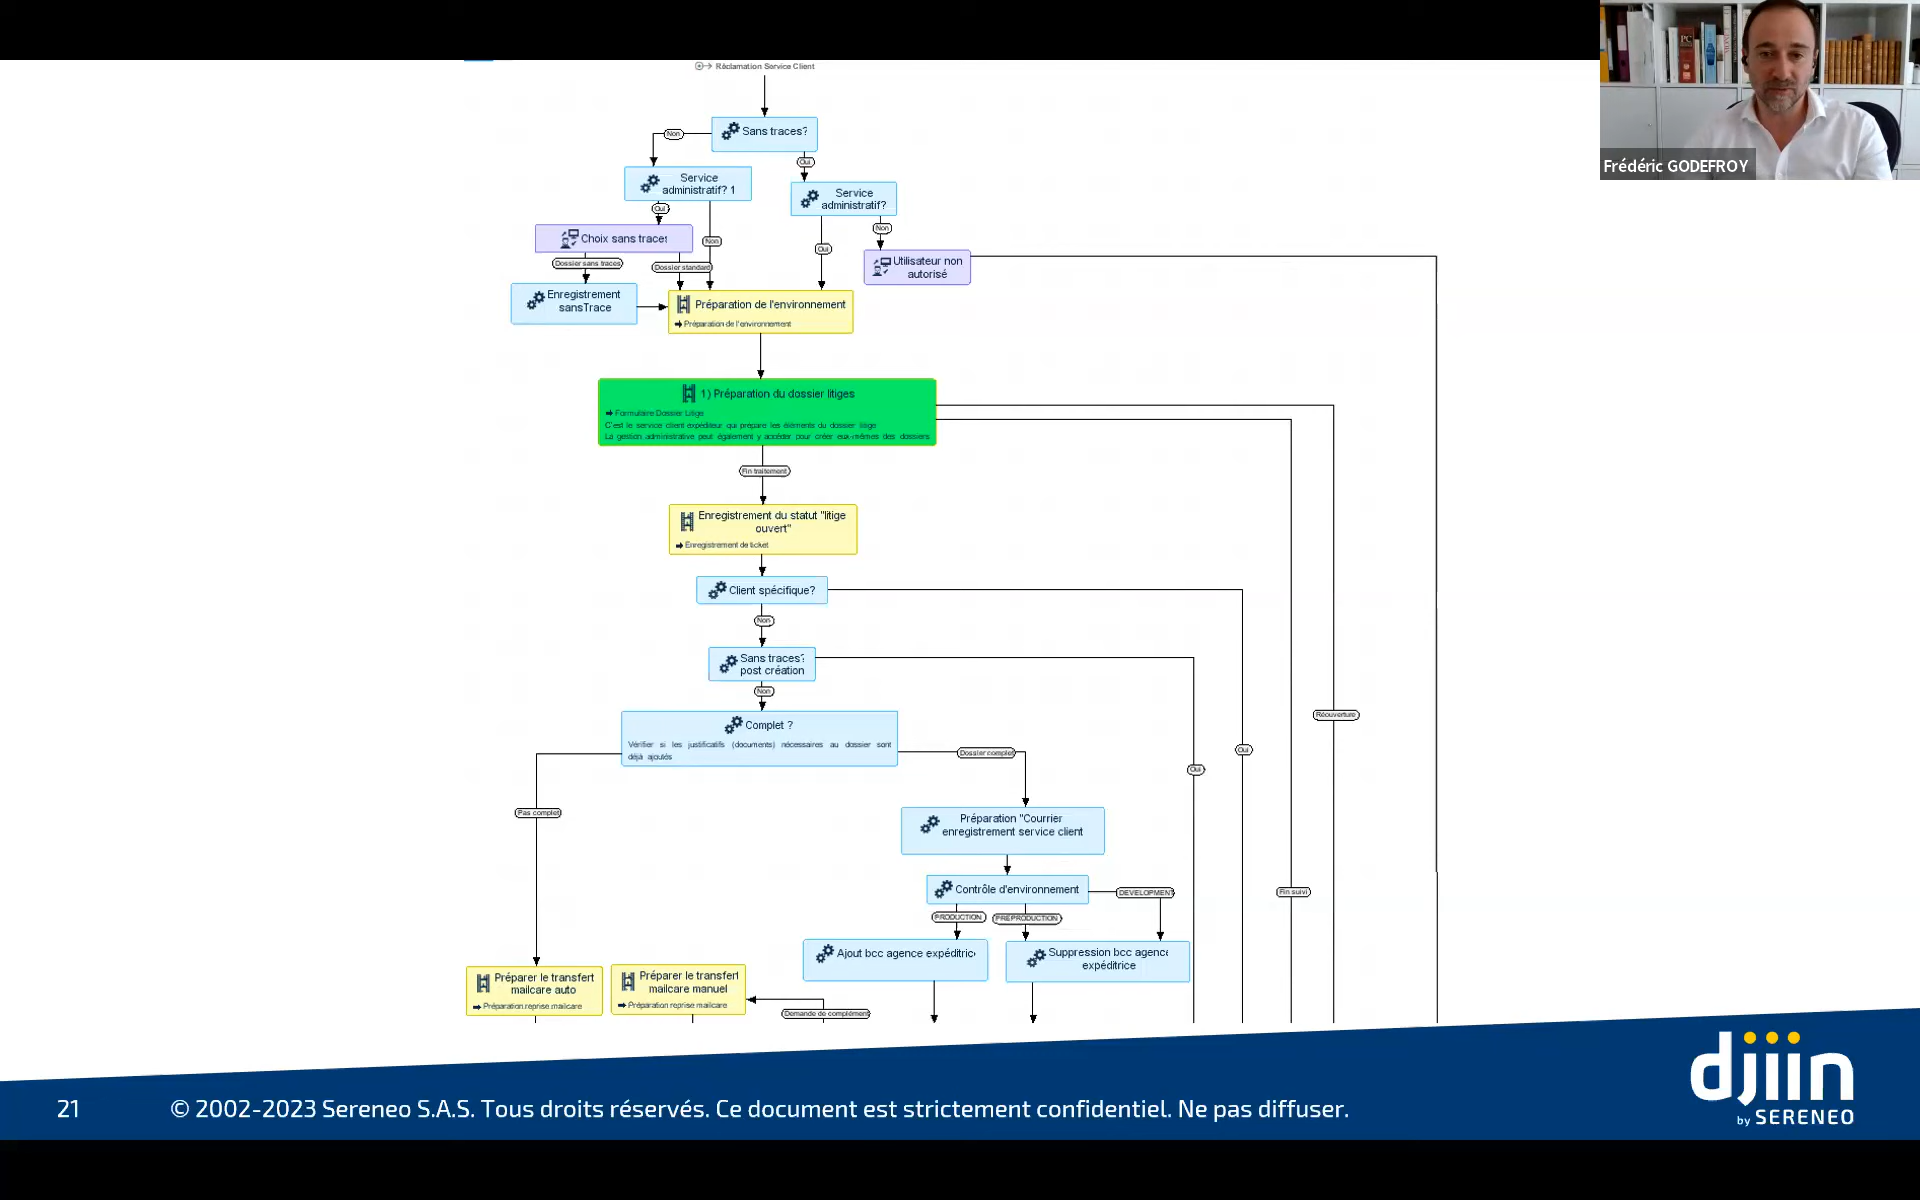 Réclamation Service Client
Sans traces?
Non
Oui
Service
administratif? 1
Service
administratif?
Oui
Non
Choix sans traces
Non
Oui
Utilisateur non
autorisé
Dossier sans traces
Dossier standard
Enregistrement
sansTrace
Préparation de l'environnement
Préparation de l'environnement
1) Préparation du dossier litiges
Formulaire Dossier Litige
C'est le service client expéditeur qui prépare les éléments du dossier litige
La gestion administrative peut également y accéder pour créer eux-mêmes des dossiers
Fin traitement
Enregistrement du statut "litige
ouvert"
Enregistrement de ticket
Client spécifique?
Non
Sans traces?
post création
Non
Réouverture
Complet ?
Vérifier si les justificatifs (documents) nécessaires au dossier sont
déjà ajoutés
Dossier complet
Oui
Oui
Pas complet
Préparation "Courrier
enregistrement service client
Contrôle d'environnement
DEVELOPMENT
Fin suivi
PRODUCTION
PREPRODUCTION
Ajout bcc agence expéditric
Suppression bcc agence
expéditrice
Préparer le transfert
mailcare auto
Préparation reprise mailcare
Préparer le transfert
mailcare manuel
Préparation reprise mailcare
Demande de complément
PC
Frédéric GODEFROY
21
© 2002-2023 Sereneo S.A.S. Tous droits réservés. Ce document est strictement confidentiel. Ne pas diffuser.
djiin
by SERENEO